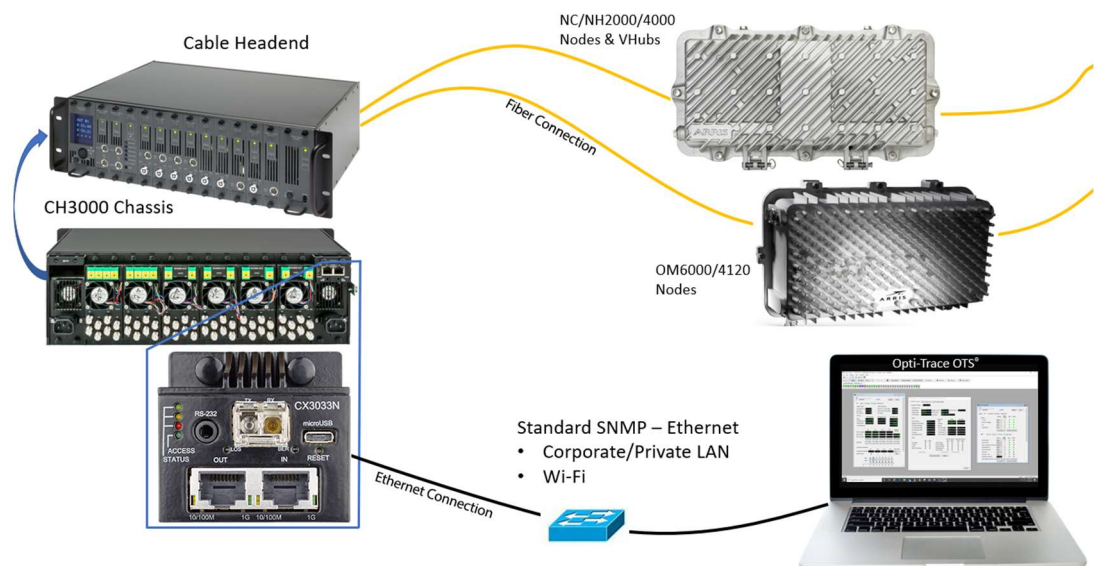 Cable Headend
NC/NH2000/4000
Nodes & VHubs
ARRIS
Fiber Connection
CH3000 Chassis
OM6000/4120
Nodes
ARRIS
Opti-Trace OTS®
TX RX
CX3033N
RS-232
microUSB
LOS BER
ACCESS
STATUS
RESET
OUT IN
10/100M 1G 10/100M 1G
Standard SNMP – Ethernet
• Corporate/Private LAN
• Wi-Fi
Ethernet Connection